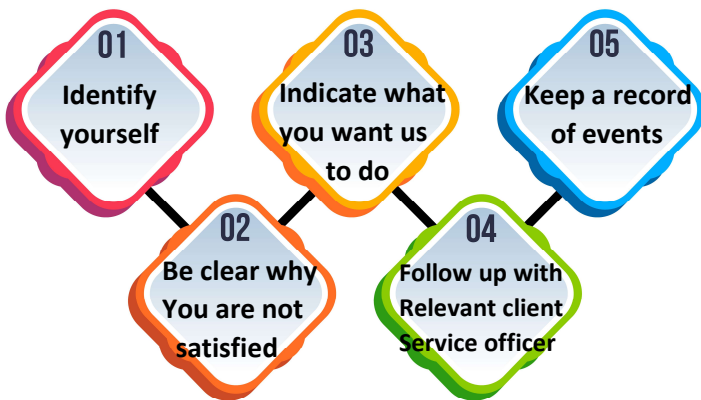 01
Identify
yourself
02
Be clear why
You are not
satisfied
03
Indicate what
you want us
to do
04
Follow up with
Relevant client
Service officer
05
Keep a record
of events